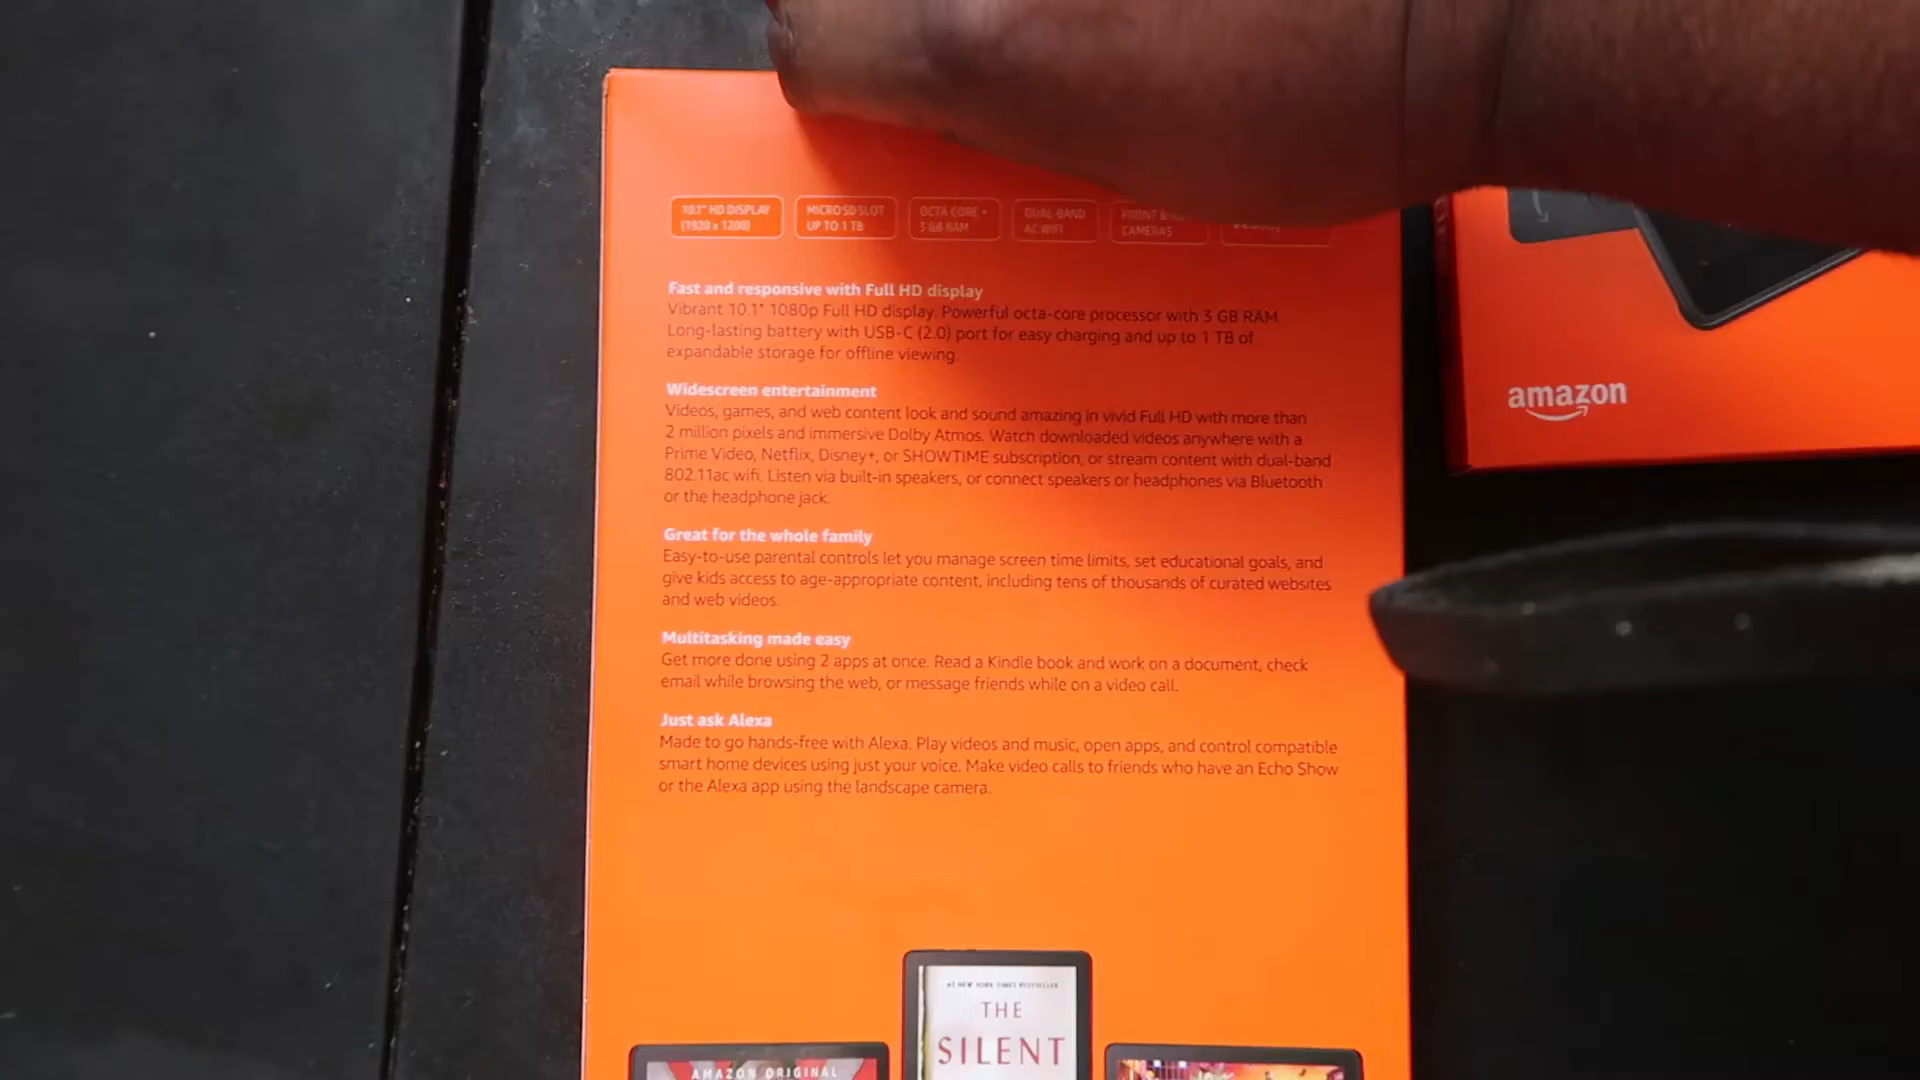 10.1" HD DISPLAY
(1920 x 1200)
MICRO SD SLOT
UP TO 1 TB
OCTA CORE +
3 GB RAM
DUAL BAND
AC WIFI
FRONT &
CAMERAS
Fast and responsive with Full HD display
Vibrant 10.1" 1080p Full HD display. Powerful octa-core processor with 3 GB RAM.
Long-lasting battery with USB-C (2.0) port for easy charging and up to 1 TB of
expandable storage for offline viewing.
Widescreen entertainment
Videos, games, and web content look and sound amazing in vivid Full HD with more than
2 million pixels and immersive Dolby Atmos. Watch downloaded videos anywhere with a
Prime Video, Netflix, Disney+, or SHOWTIME subscription, or stream content with dual-band
802.11ac wifi. Listen via built-in speakers, or connect speakers or headphones via Bluetooth
or the headphone jack.
Great for the whole family
Easy-to-use parental controls let you manage screen time limits, set educational goals, and
give kids access to age-appropriate content, including tens of thousands of curated websites
and web videos.
Multitasking made easy
Get more done using 2 apps at once. Read a Kindle book and work on a document, check
email while browsing the web, or message friends while on a video call.
Just ask Alexa
Made to go hands-free with Alexa. Play videos and music, open apps, and control compatible
smart home devices using just your voice. Make video calls to friends who have an Echo Show
or the Alexa app using the landscape camera.
#1 NEW YORK TIMES BESTSELLER
THE
SILENT
AMAZON ORIGINAL
amazon